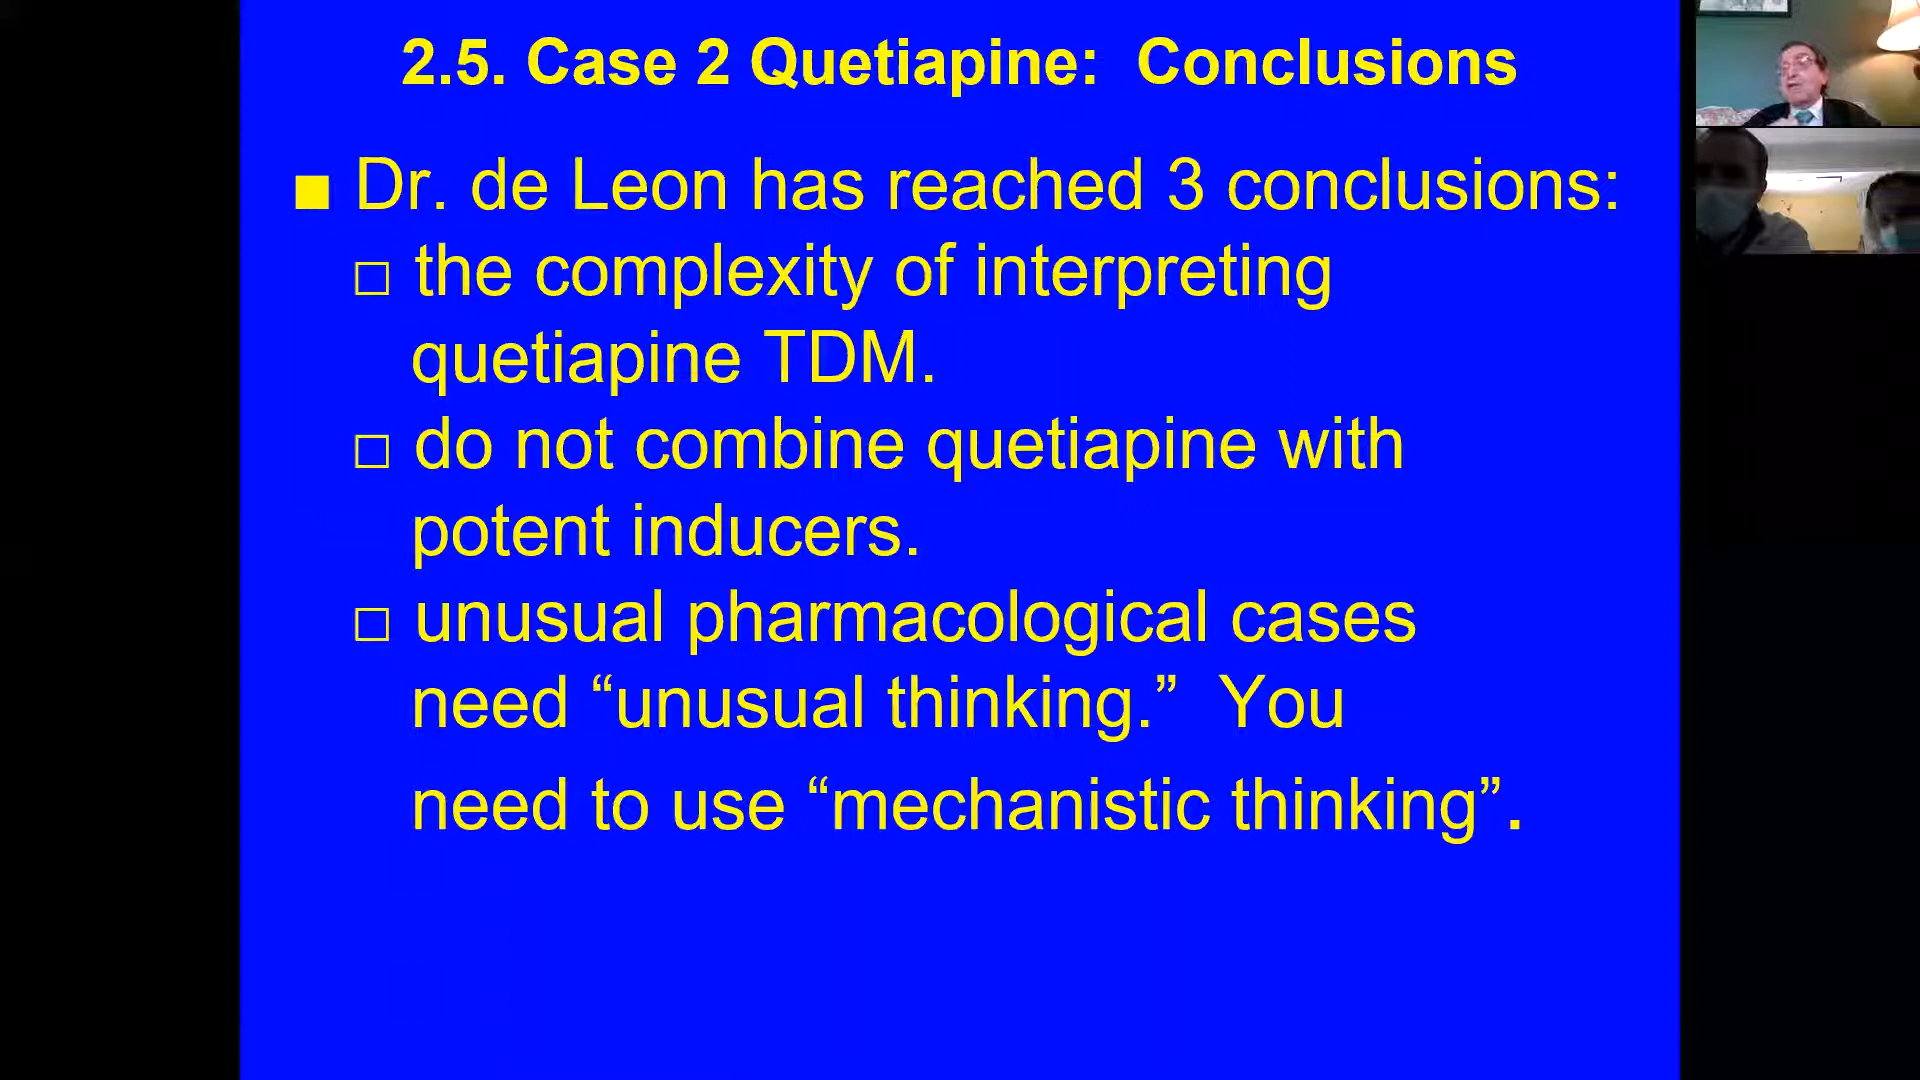 2.5. Case 2 Quetiapine:  Conclusions
■ Dr. de Leon has reached 3 conclusions:
□ the complexity of interpreting
quetiapine TDM.
□ do not combine quetiapine with
potent inducers.
□ unusual pharmacological cases
need “unusual thinking.”  You
need to use “mechanistic thinking”.